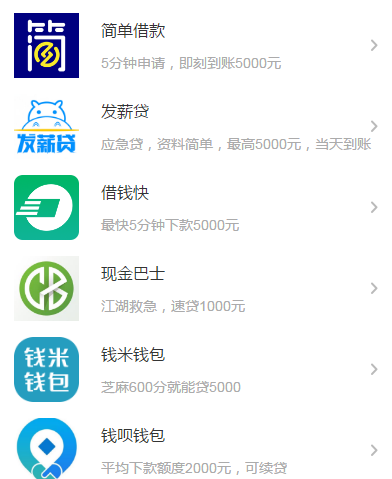 简
简单借款
5分钟申请，即刻到账5000元
发薪贷
发薪贷
应急贷，资料简单，最高5000元，当天到账
借钱快
最快5分钟下款5000元
现金巴士
江湖救急，速贷1000元
钱米
钱包
钱米钱包
芝麻600分就能贷5000
钱呗钱包
平均下款额度2000元，可续贷